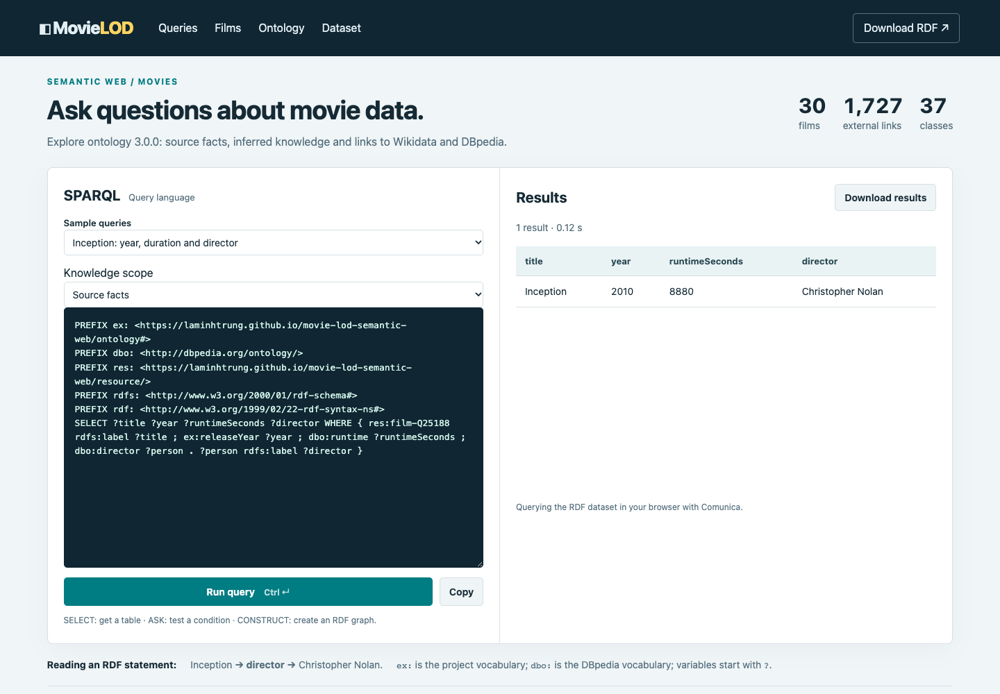 MovieLOD
Queries Films Ontology Dataset
Download RDF ↗
SEMANTIC WEB / MOVIES
Ask questions about movie data.
Explore ontology 3.0.0: source facts, inferred knowledge and links to Wikidata and DBpedia.
30 films
1,727 external links
37 classes
SPARQL Query language
Sample queries
Inception: year, duration and director
Knowledge scope
Source facts
PREFIX ex: <https://laminhtrung.github.io/movie-lod-semantic-
web/ontology#>
PREFIX dbo: <http://dbpedia.org/ontology/>
PREFIX res: <https://laminhtrung.github.io/movie-lod-semantic-
web/resource/>
PREFIX rdfs: <http://www.w3.org/2000/01/rdf-schema#>
PREFIX rdf: <http://www.w3.org/1999/02/22-rdf-syntax-ns#>
SELECT ?title ?year ?runtimeSeconds ?director WHERE { res:film-Q25188
rdfs:label ?title ; ex:releaseYear ?year ; dbo:runtime ?runtimeSeconds ;
dbo:director ?person . ?person rdfs:label ?director }
Run query Ctrl ↵
Copy
SELECT: get a table · ASK: test a condition · CONSTRUCT: create an RDF graph.
Results
Download results
1 result · 0.12 s
title year runtimeSeconds director
Inception 2010 8880 Christopher Nolan
Querying the RDF dataset in your browser with Comunica.
Reading an RDF statement: Inception → director → Christopher Nolan. ex: is the project vocabulary; dbo: is the DBpedia vocabulary; variables start with ?.